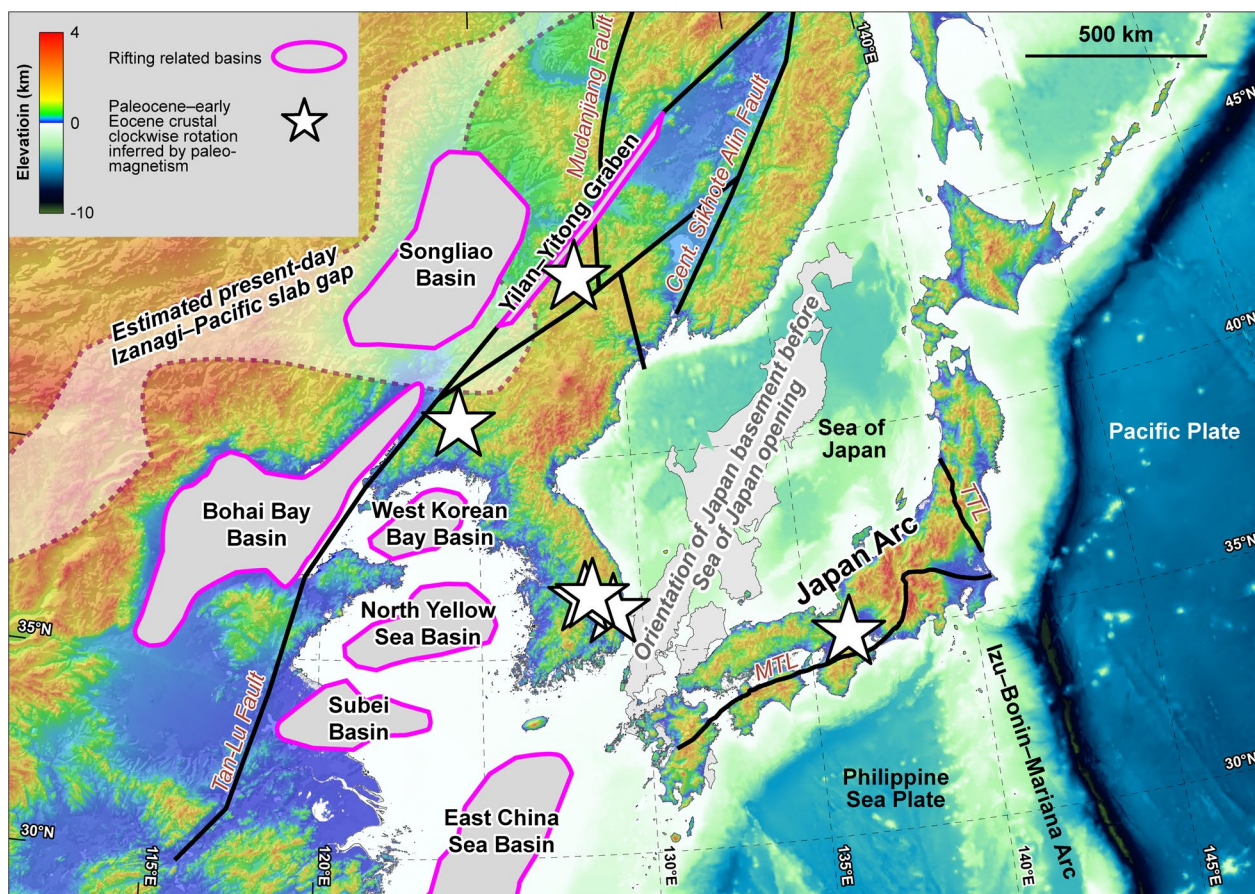 4
0
-10
Elevatioin (km)
Rifting related basins
Paleocene–early
Eocene crustal
clockwise rotation
inferred by paleo-
magnetism
500 km
140°E
45°N
Mudanjiang Fault
Yilan–Yitong Graben
Cent. Sikhote Alin Fault
Songliao
Basin
Estimated present-day
Izanagi–Pacific slab gap
40°N
Orientation of Japan basement before
Sea of Japan opening
Sea of
Japan
Pacific Plate
Bohai Bay
Basin
West Korean
Bay Basin
TTL
Japan Arc
35°N
North Yellow
Sea Basin
35°N
MTL
Izu–Bonin–Mariana Arc
Subei
Basin
Tan-Lu Fault
Philippine
Sea Plate
30°N
East China
Sea Basin
30°N
115°E
120°E
130°E
135°E
140°E
145°E